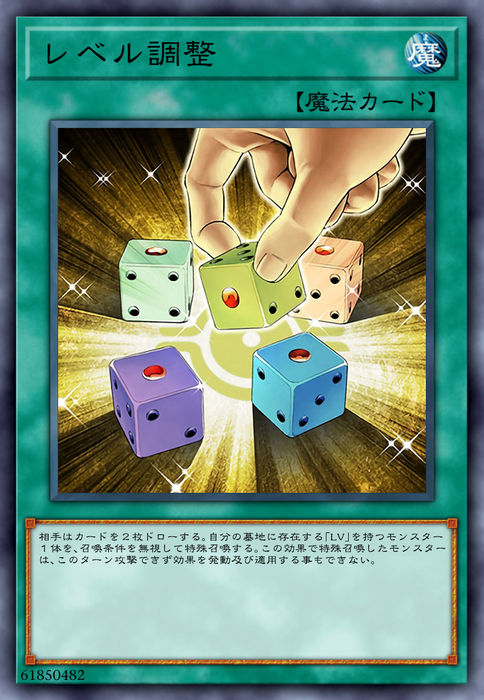 レベル調整
魔
【魔法カード】
相手はカードを２枚ドローする。自分の墓地に存在する「LV」を持つモンスター
１体を、召喚条件を無視して特殊召喚する。この効果で特殊召喚したモンスター
は、このターン攻撃できず効果を発動及び適用する事もできない。
61850482